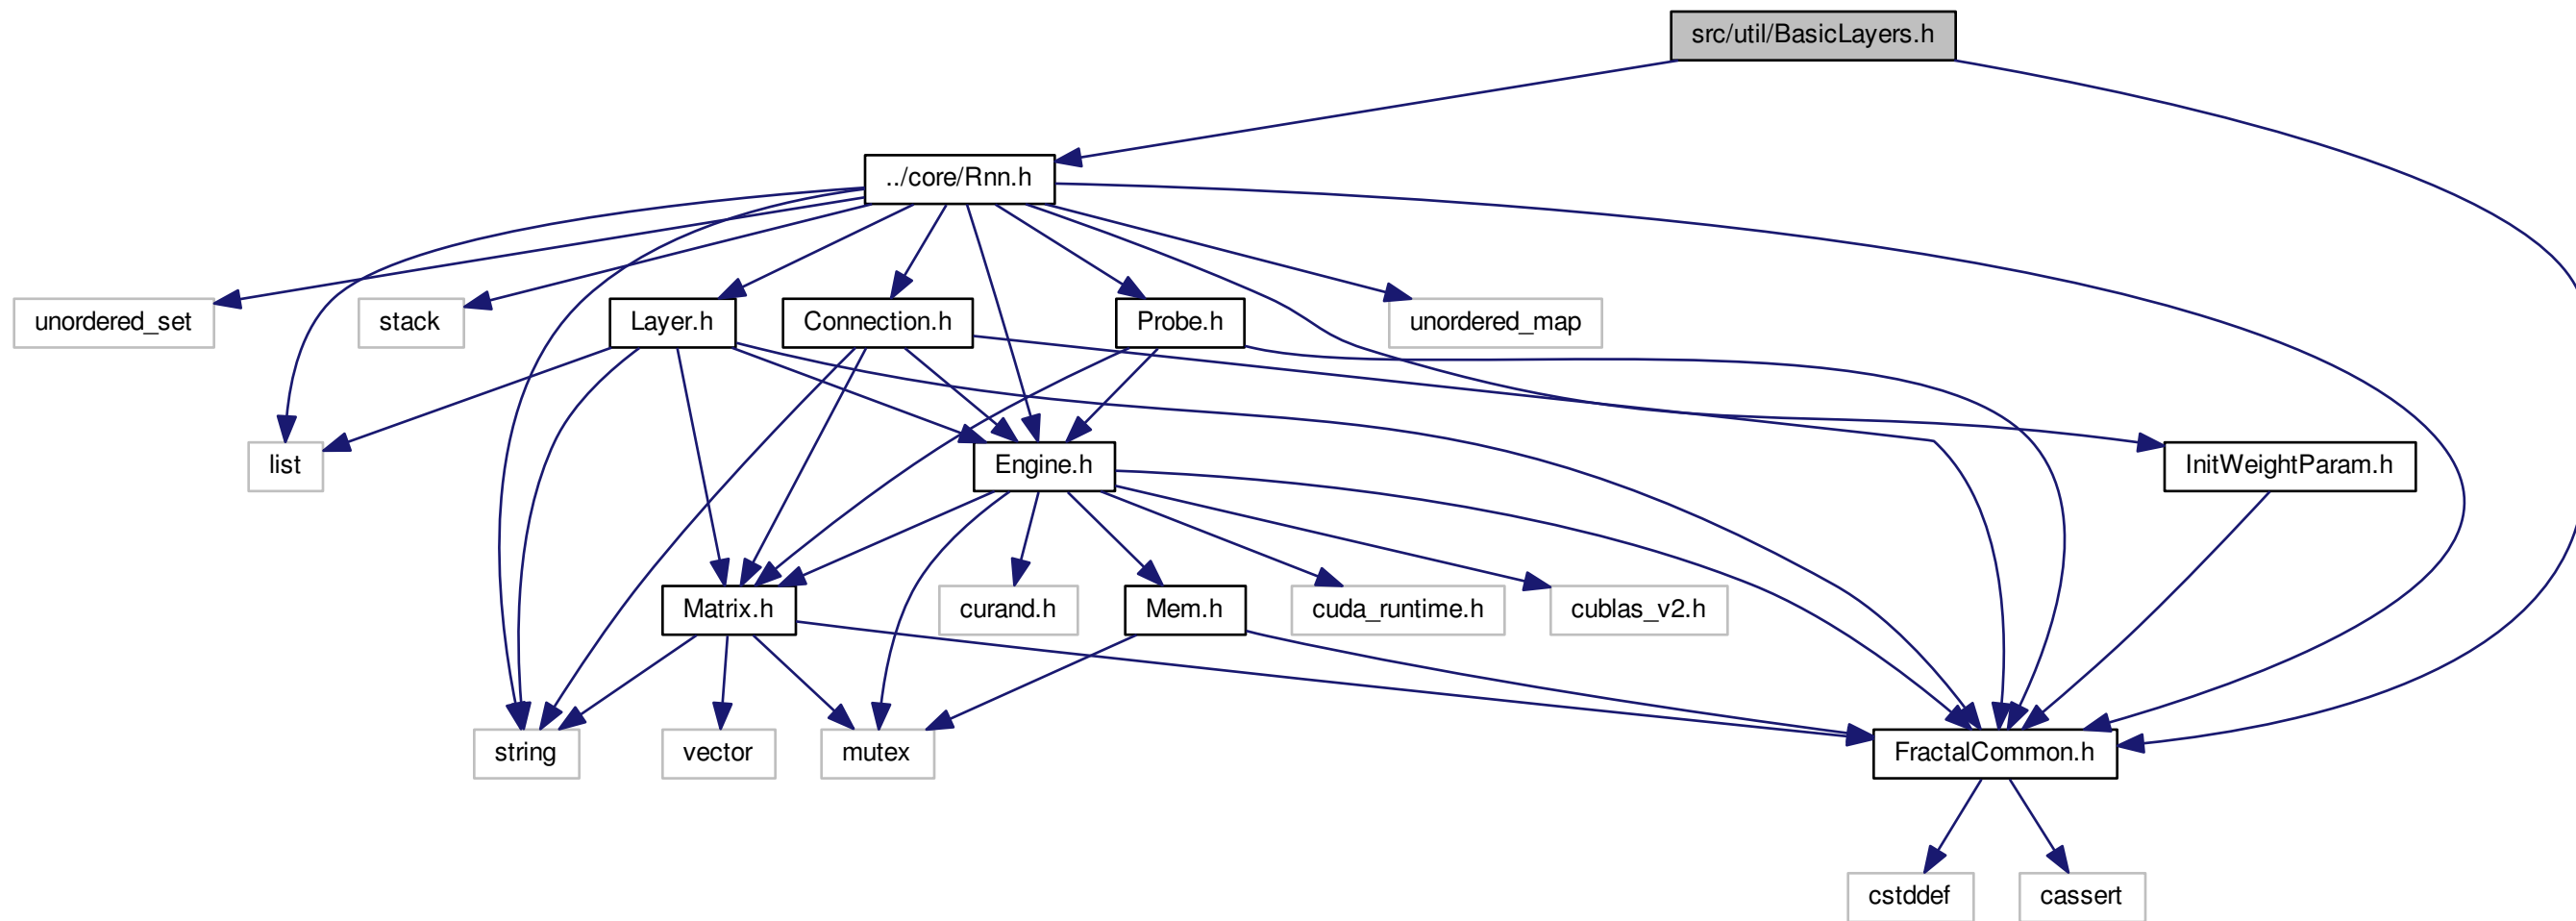 src/util/BasicLayers.h
../core/Rnn.h
unordered_set
stack
Layer.h
Connection.h
Probe.h
unordered_map
list
Engine.h
InitWeightParam.h
Matrix.h
curand.h
Mem.h
cuda_runtime.h
cublas_v2.h
string
vector
mutex
FractalCommon.h
cstddef
cassert